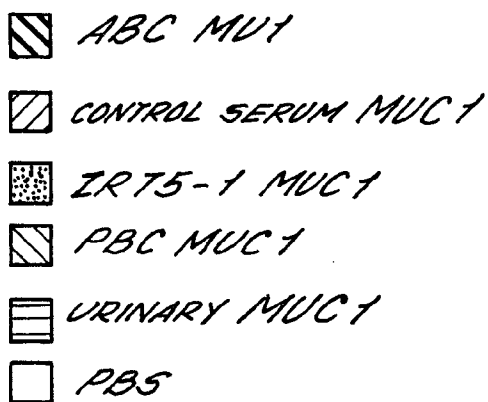 ABC MU1
CONTROL SERUM MUC1
ZR75-1 MUC1
PBC MUC1
URINARY MUC1
PBS